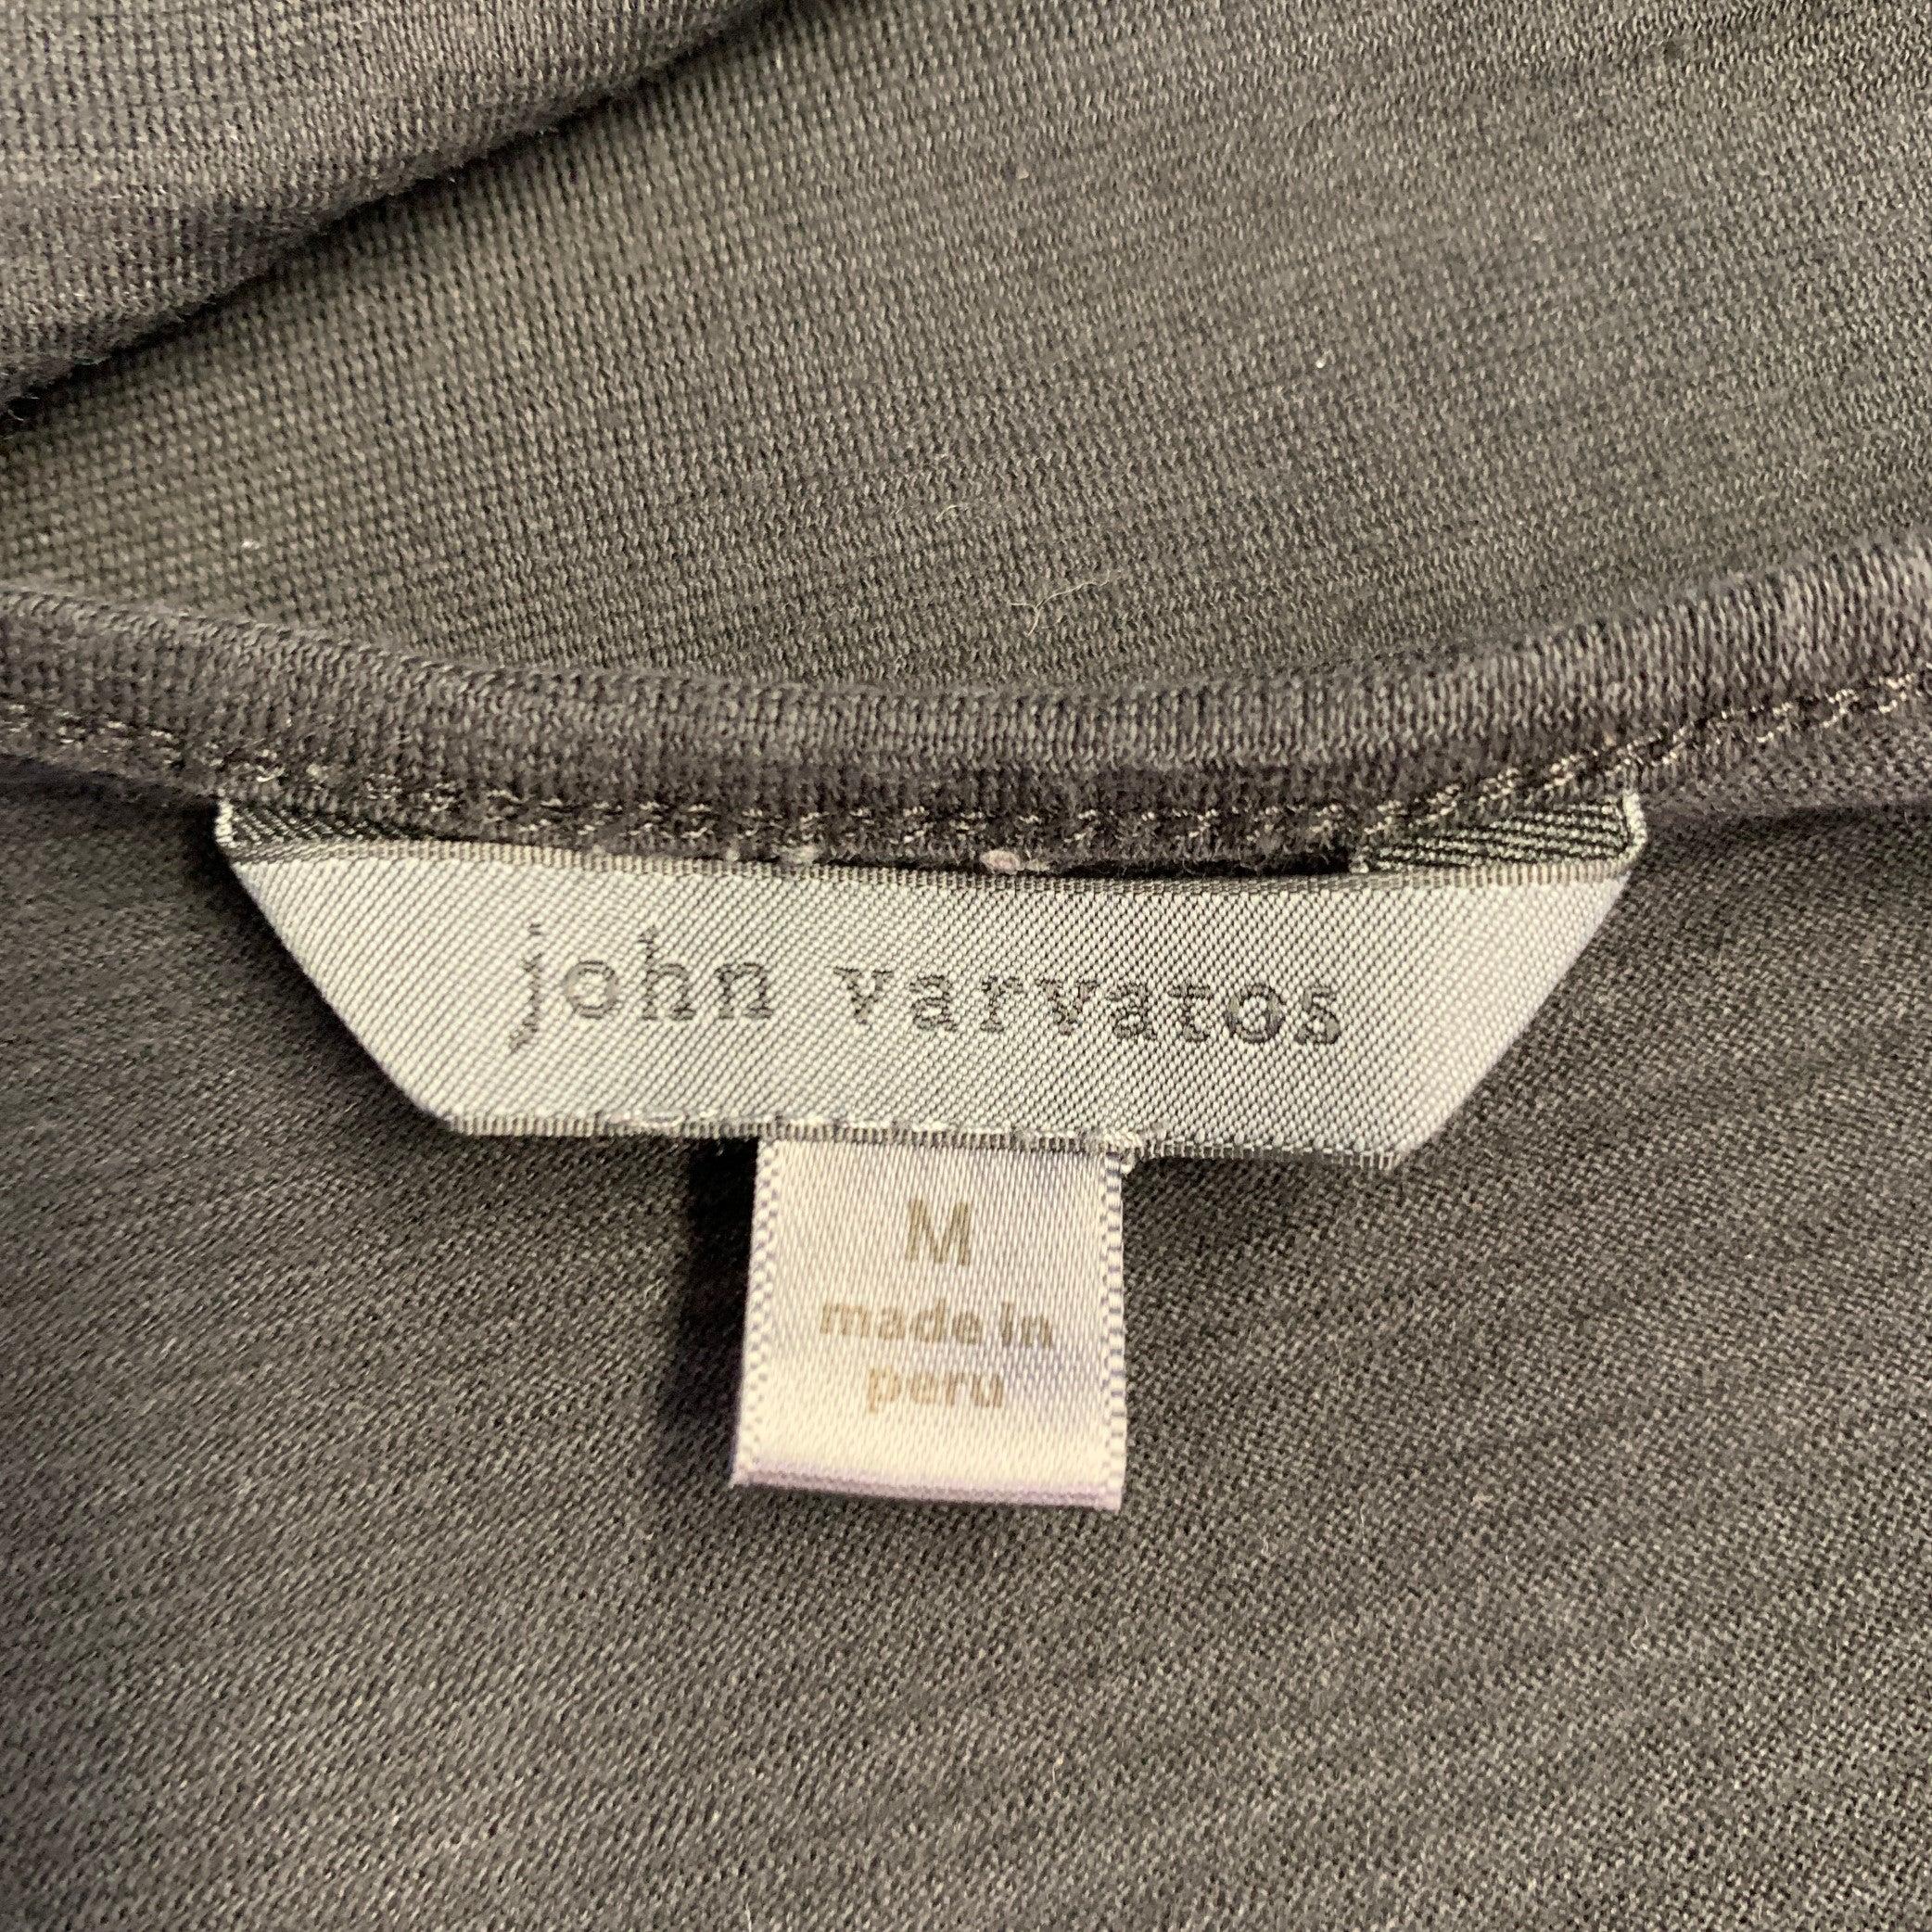 john varvatos
M
made in
peru